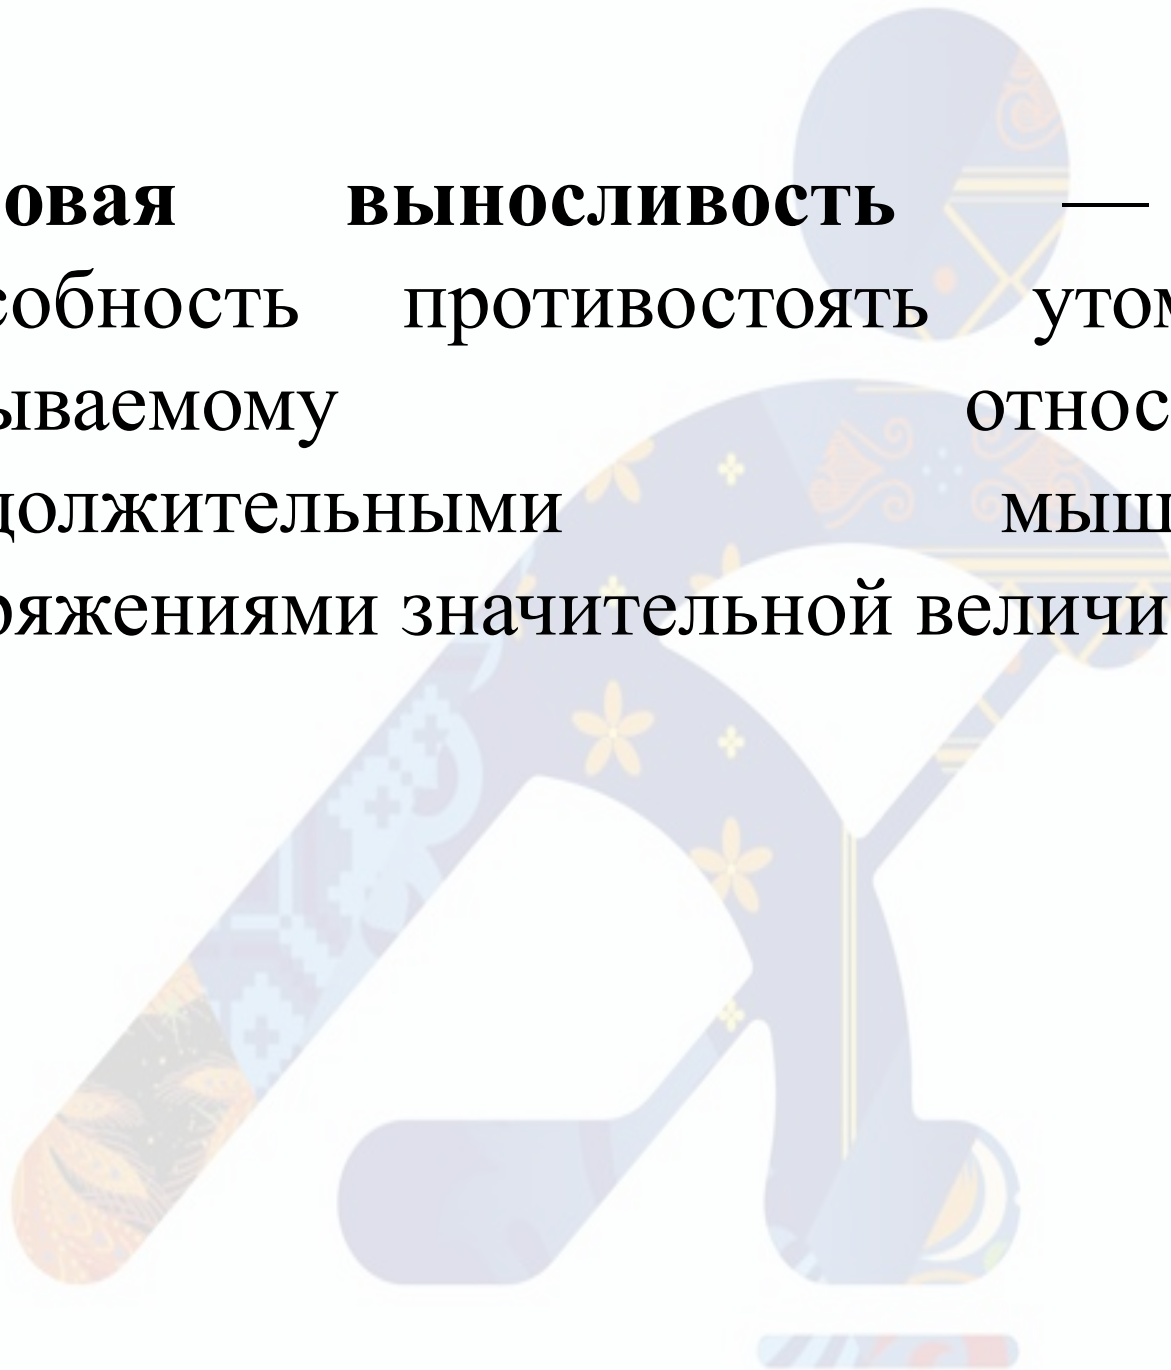 овая выносливость —
собность противостоять утом
ываемому относ
должительными мыш
ряжениями значительной величи